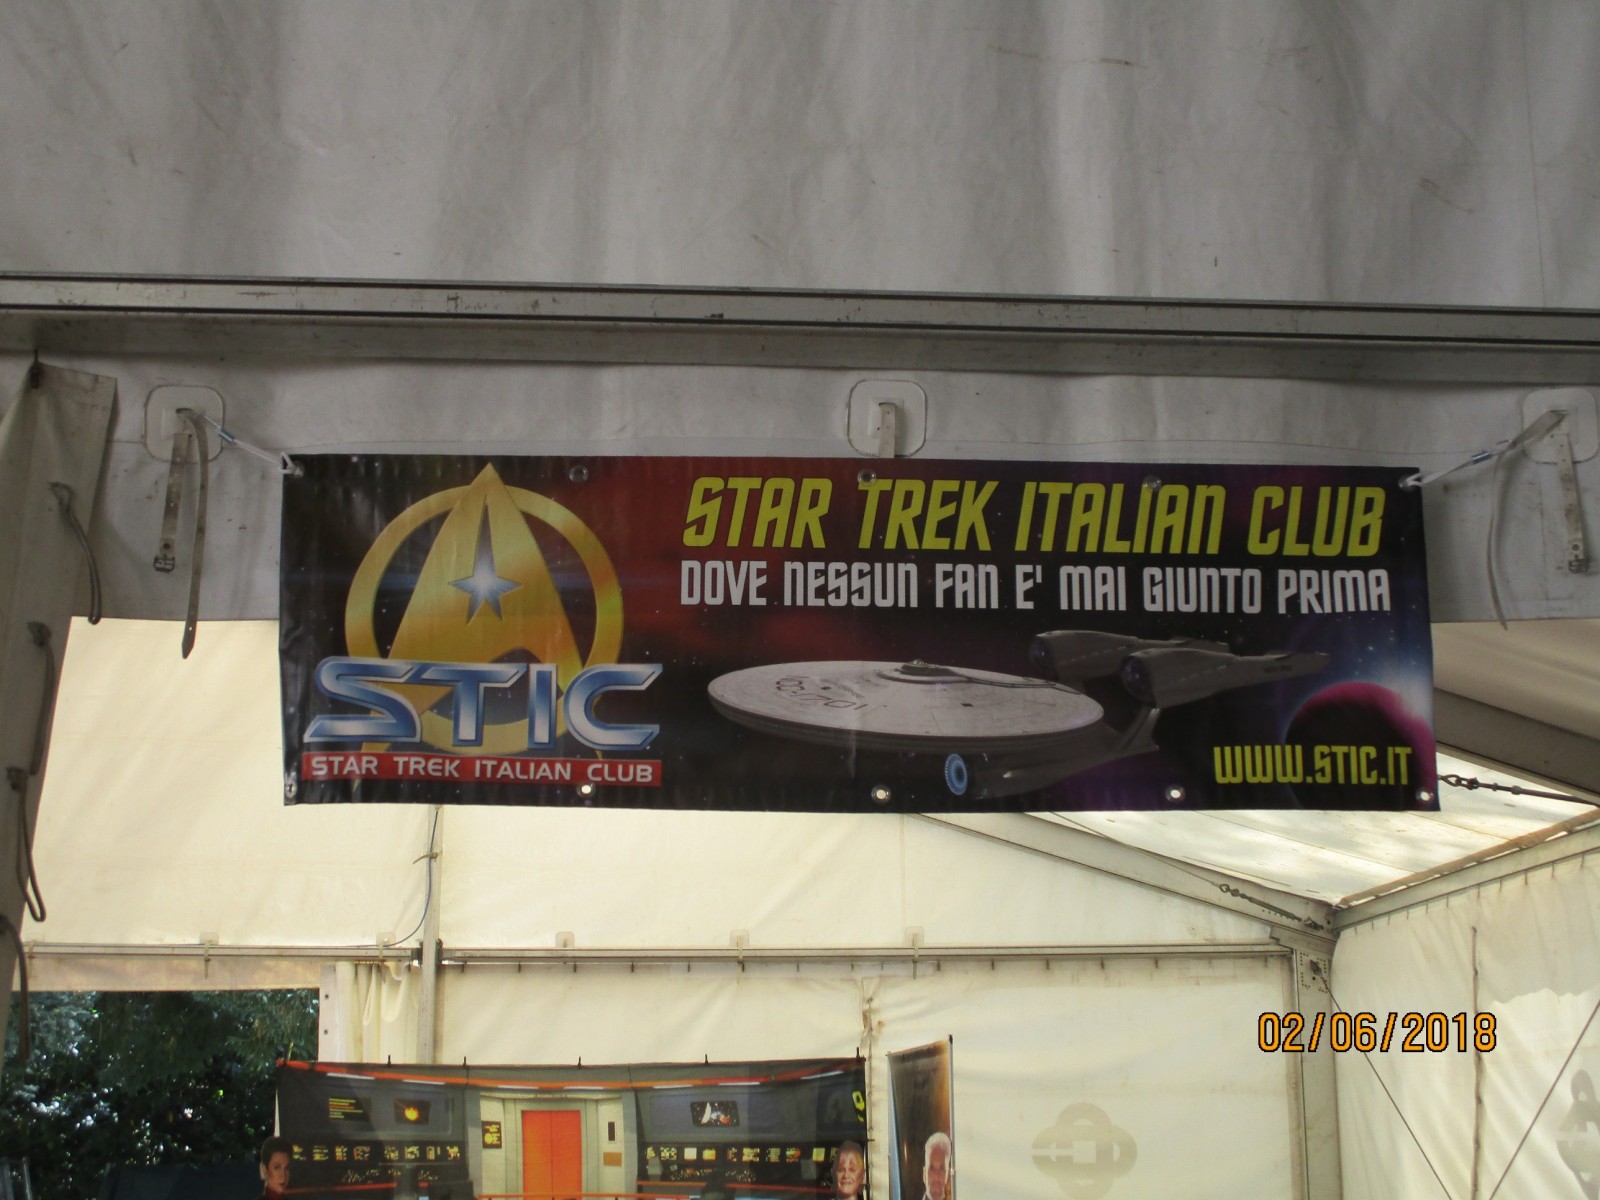 STAR TREK ITALIAN CLUB
DOVE NESSUN FAN E' MAI GIUNTO PRIMA
STIC
STAR TREK ITALIAN CLUB
WWW.STIC.IT
02/06/2018